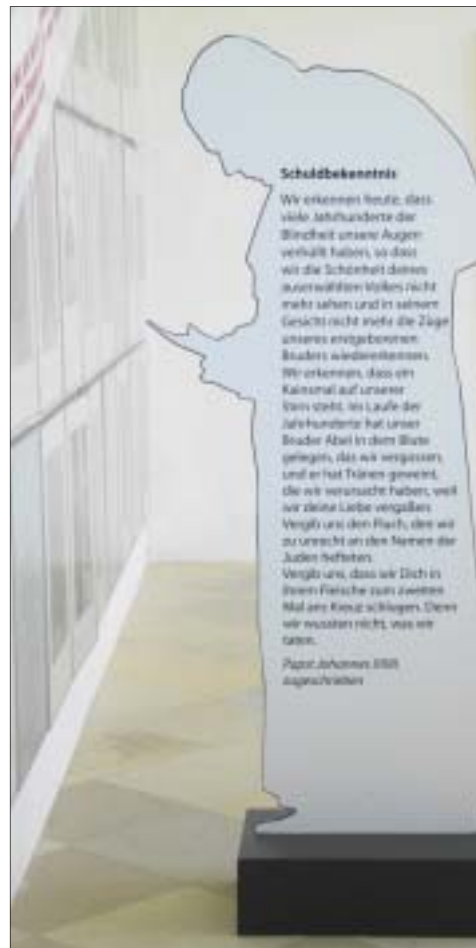 Schuldbekenntnis
Wir erkennen heute, dass
viele Jahrhunderte der
Blindheit unsere Augen
verhüllt haben, so dass
wir die Schönheit deines
auserwählten Volkes nicht
mehr sehen und in seinem
Gesicht nicht mehr die Züge
unseres erstgeborenen
Bruders wiedererkennen.
Wir erkennen, dass ein
Kainsmal auf unserer
Stirn steht. Im Laufe der
Jahrhunderte hat unser
Bruder Abel in dem Blute
gelegen, das wir vergossen,
und er hat Tränen geweint,
die wir verursacht haben, weil
wir deine Liebe vergaßen.
Vergib uns den Fluch, den wir
zu unrecht an den Namen der
Juden hefteten.
Vergib uns, dass wir Dich in
ihrem Fleische zum zweiten
Mal ans Kreuz schlugen. Denn
wir wussten nicht, was wir
taten.
Papst Johannes XXIII.
zugeschrieben